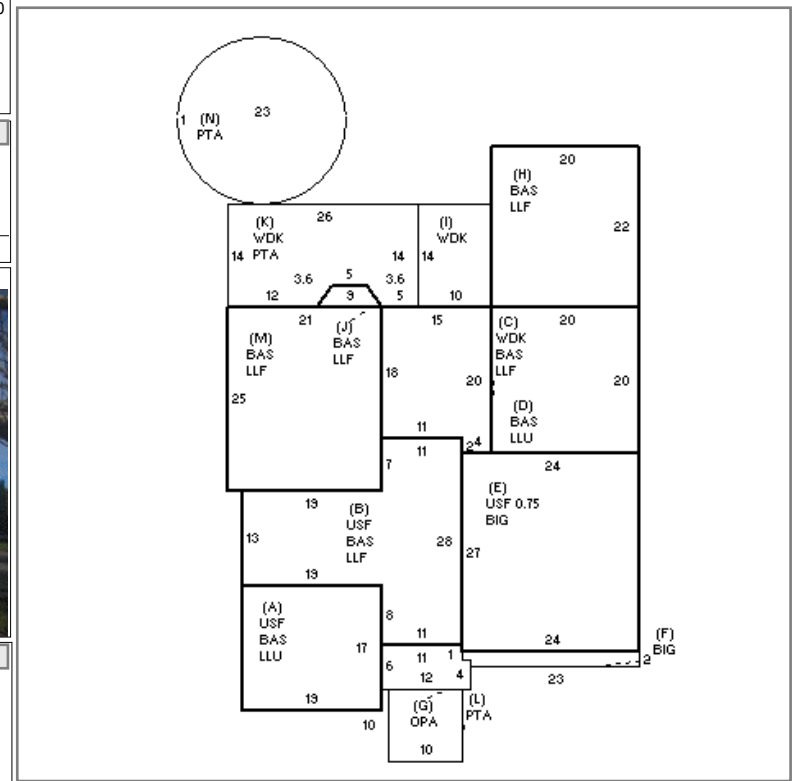 23
1 (N)
PTA
20
(H)
BAS
LLF
22
26
(K)
WDK
PTA
14
14
3.6
5
3.6
12
9
5
(I)
WDK
14
10
21
(J)
BAS
LLF
(M)
BAS
LLF
25
15
18
20
11
(C)
WDK
BAS
LLF
20
20
(D)
BAS
LLU
11
2
4
7
24
(E)
USF 0.75
BIG
27
19
(B)
USF
BAS
LLF
13
28
19
(A)
USF
BAS
LLU
17
8
11
24
(F)
BIG
2
23
6
11
1
12
4
19
10
(G)
OPA
(L)
PTA
10